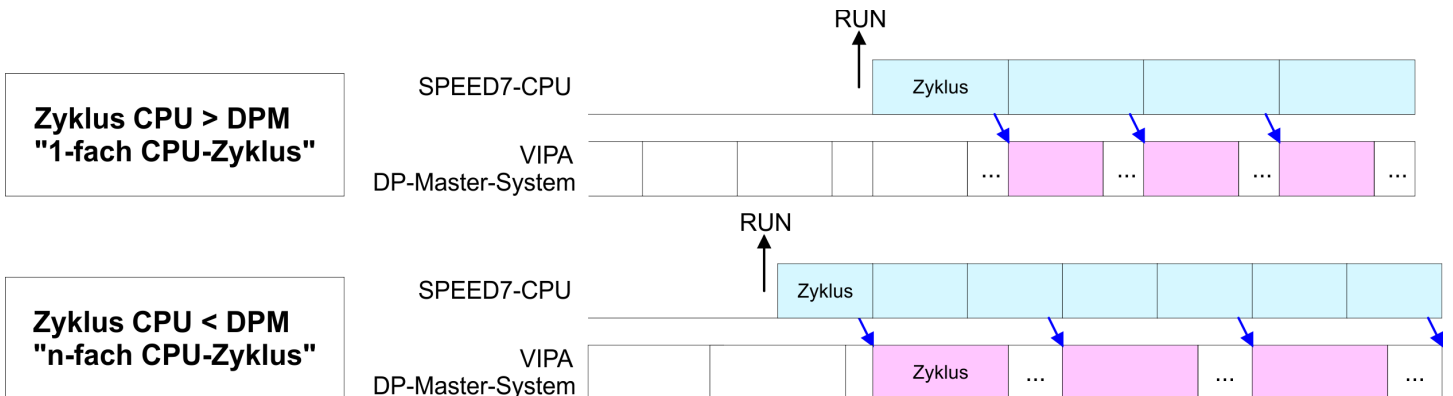 RUN
Zyklus CPU > DPM
"1-fach CPU-Zyklus"
SPEED7-CPU
Zyklus
VIPA
DP-Master-System
... ... ... ...
RUN
Zyklus CPU < DPM
"n-fach CPU-Zyklus"
SPEED7-CPU
Zyklus
VIPA
DP-Master-System
Zyklus ... ... ...